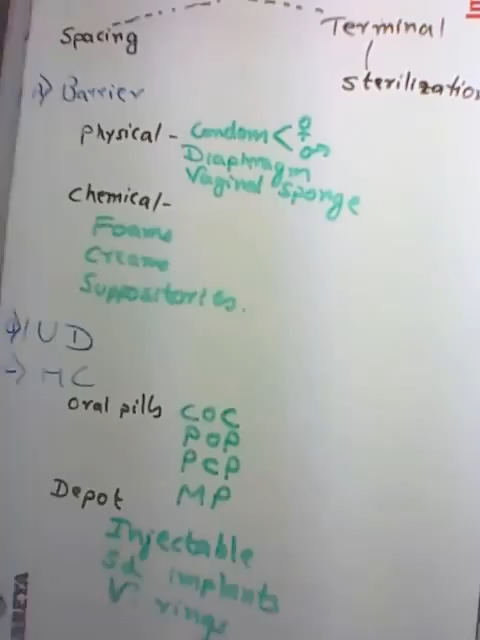 Spacing Terminal
Sterilization
Barrier
Physical - Condom < ♀
♂
Diaphragm
Vaginal Sponge
Chemical -
Foams
Creams
Suppositories.
IUD
→ HC
Oral pills COC
POP
PCP
MP
Depot
Injectable
Sd implants
V. rings